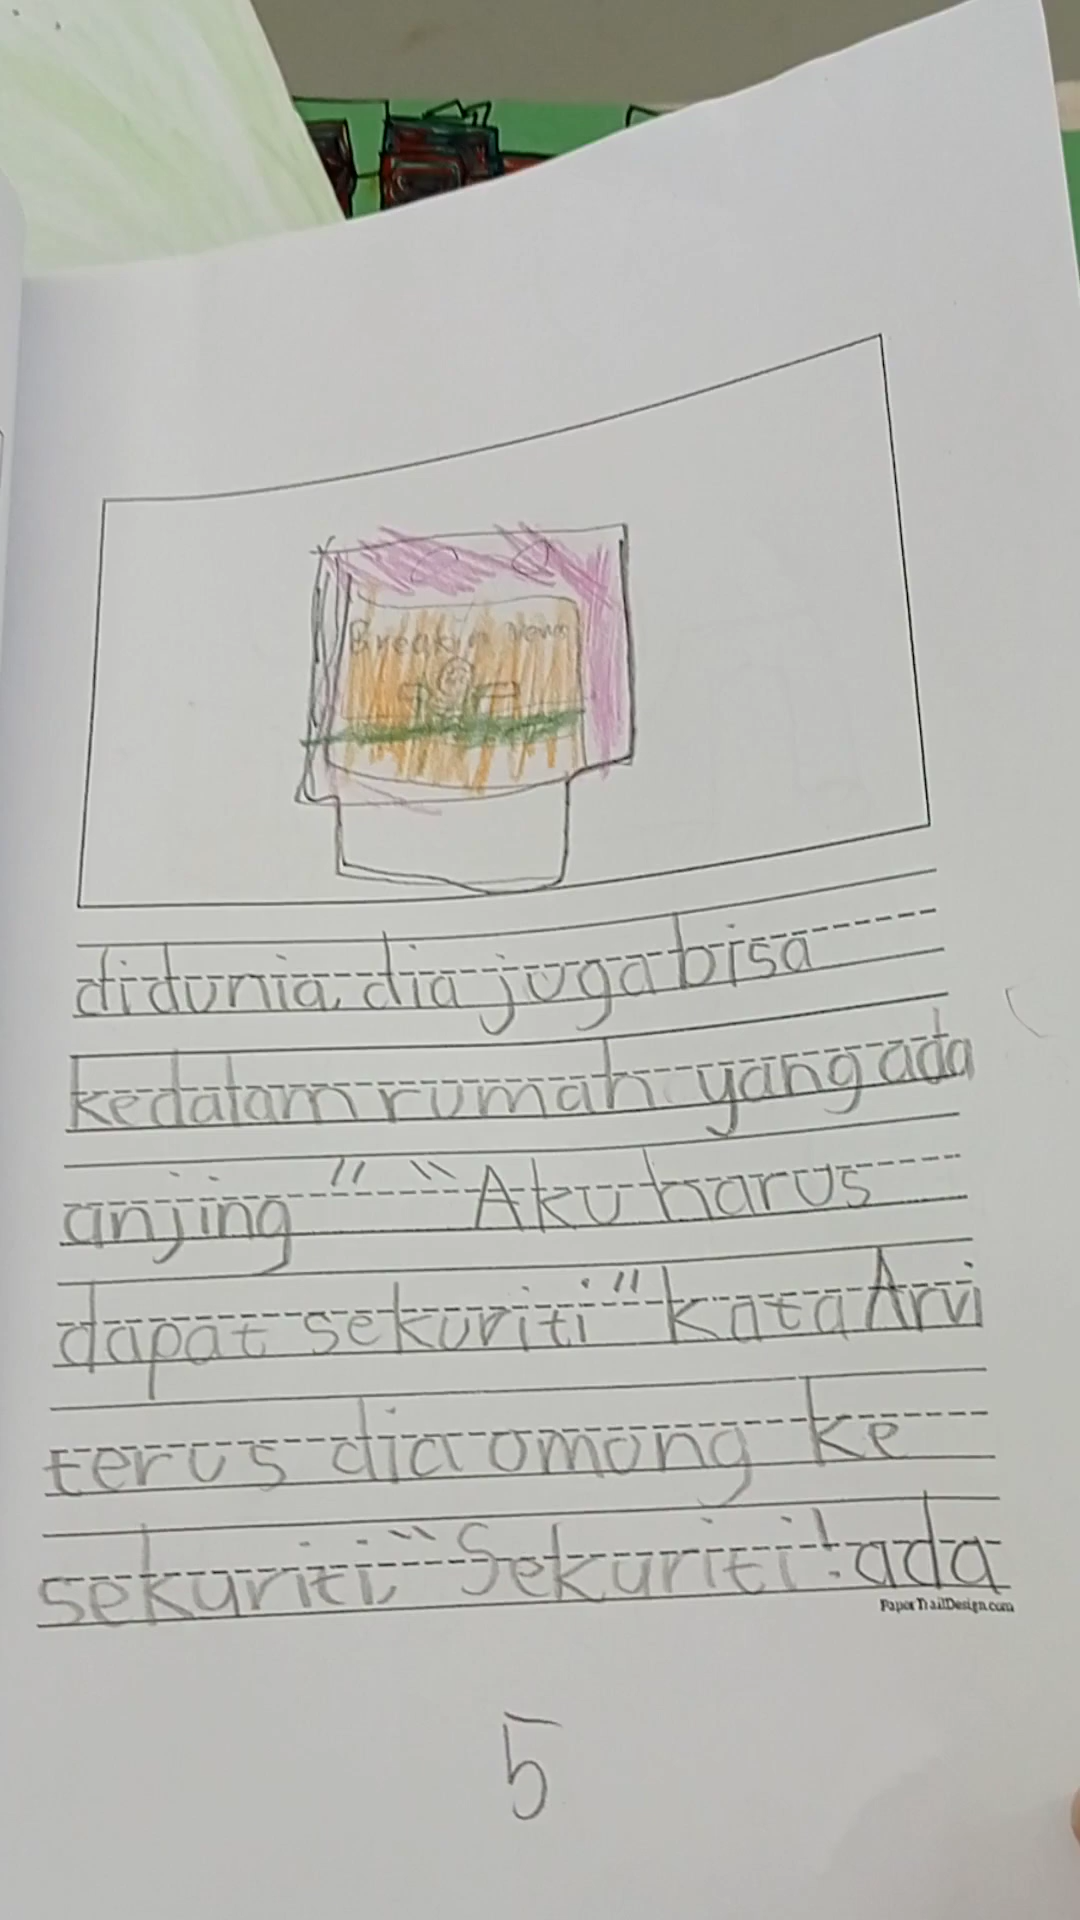 Breakin News
didunia dia juga bisa
kedalam rumah yang ada
anjing" "Aku harus
dapat sekuriti" kata Arvi
terus dia omong ke
sekuriti, "Sekuriti! ada
PaperTrailDesign.com
5